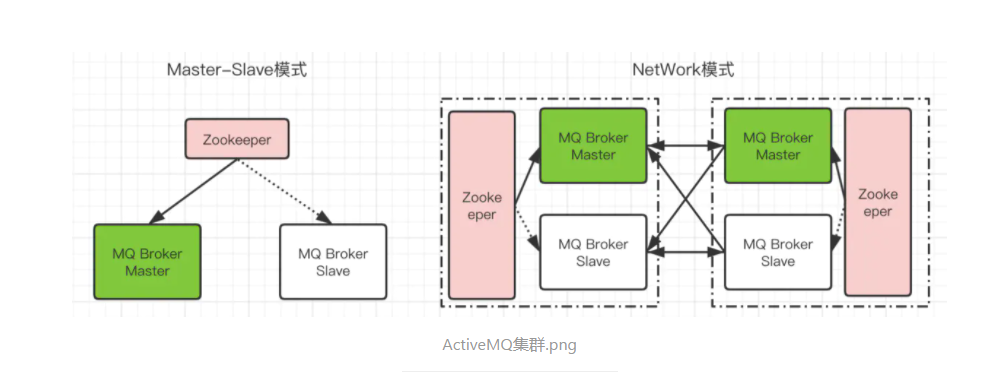 Master-Slave模式
Zookeeper
MQ Broker
Master
MQ Broker
Slave
NetWork模式
Zooke
eper
MQ Broker
Master
MQ Broker
Slave
MQ Broker
Master
MQ Broker
Slave
Zooke
eper
ActiveMQ集群.png